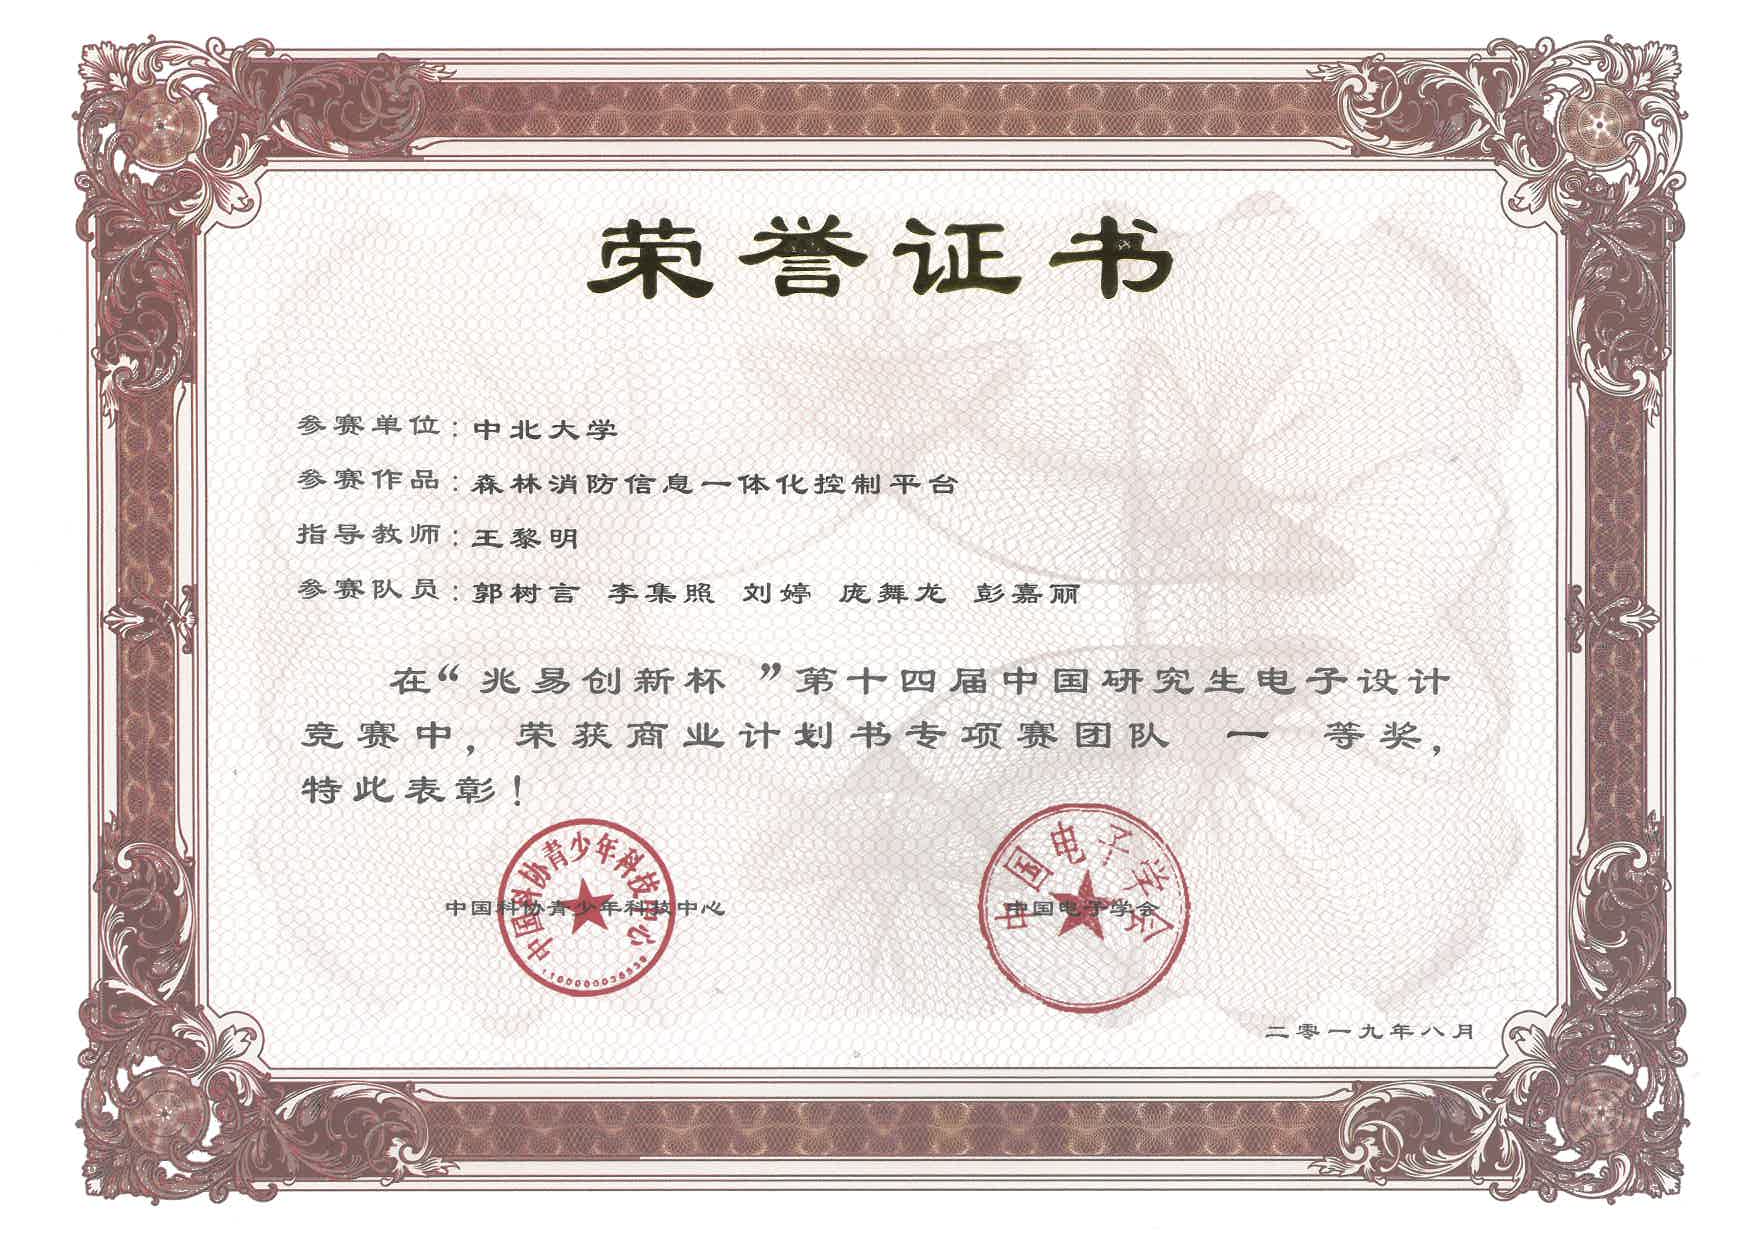 荣誉证书
参赛单位：中北大学
参赛作品：森林消防信息一体化控制平台
指导教师：王黎明
参赛队员：郭树言 李集照 刘婷 庞舞龙 彭嘉丽
在“兆易创新杯”第十四届中国研究生电子设计
竞赛中，荣获商业计划书专项赛团队 一 等奖，
特此表彰！
中国科协青少年科技中心
中国电子学会
中国科协青少年科技中心
中国电子学会
二零一九年八月